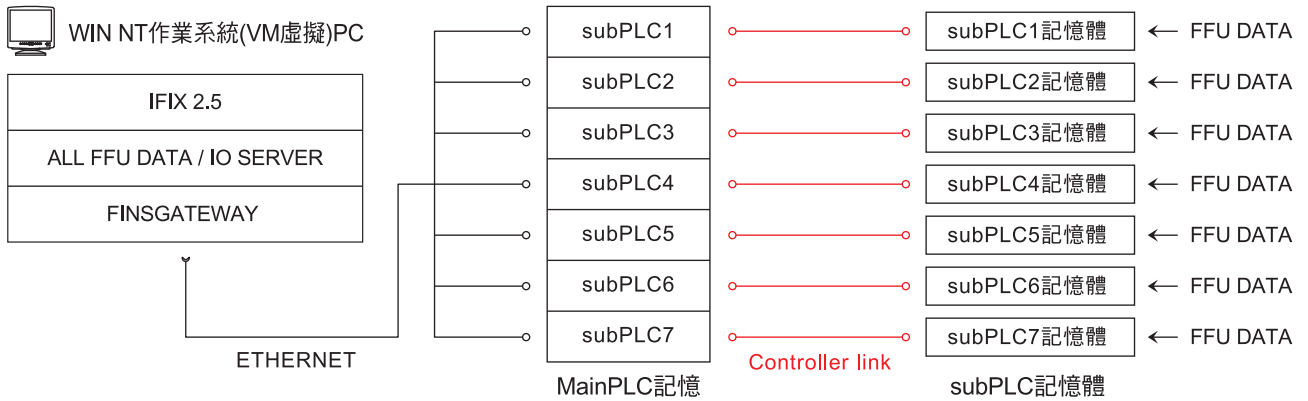 WIN NT作業系統(VM虛擬)PC
IFIX 2.5
ALL FFU DATA / IO SERVER
FINSGATEWAY
ETHERNET
subPLC1
subPLC2
subPLC3
subPLC4
subPLC5
subPLC6
subPLC7
MainPLC記憶
Controller link
subPLC1記憶體
subPLC2記憶體
subPLC3記憶體
subPLC4記憶體
subPLC5記憶體
subPLC6記憶體
subPLC7記憶體
subPLC記憶體
FFU DATA
FFU DATA
FFU DATA
FFU DATA
FFU DATA
FFU DATA
FFU DATA